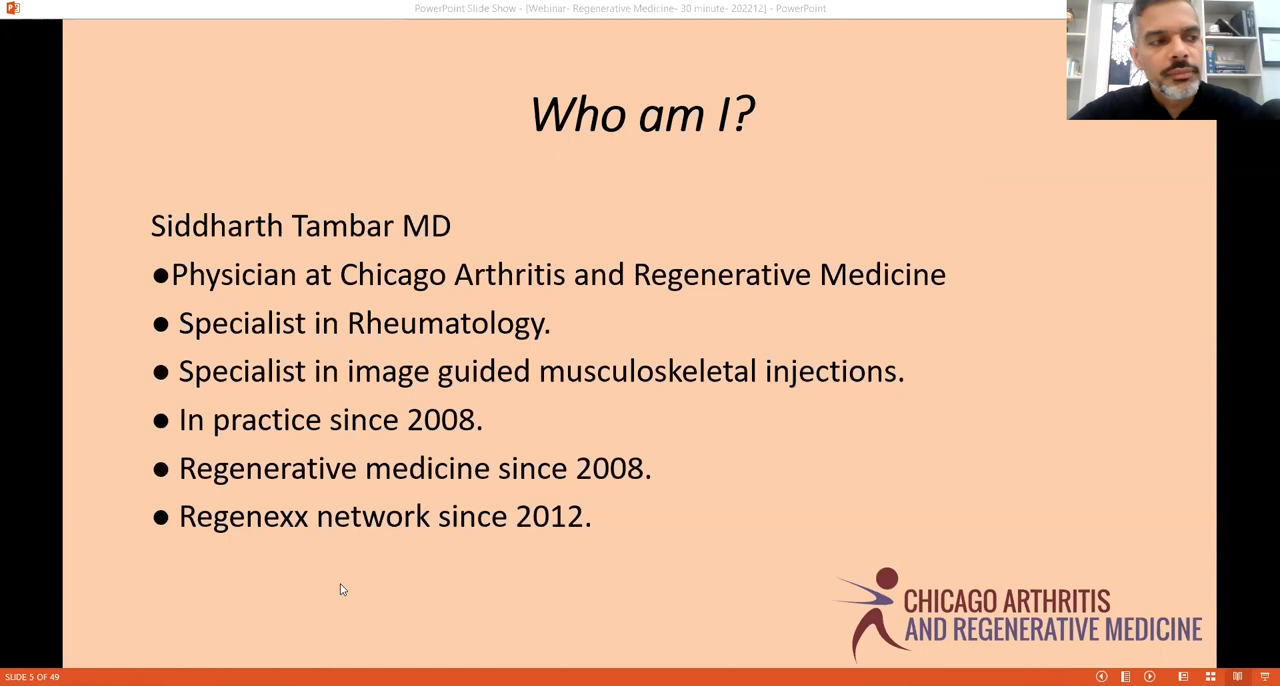 PowerPoint Slide Show - [Webinar- Regenerative Medicine- 30 minute- 202212] - PowerPoint
Who am I?
Siddharth Tambar MD
●Physician at Chicago Arthritis and Regenerative Medicine
● Specialist in Rheumatology.
● Specialist in image guided musculoskeletal injections.
● In practice since 2008.
● Regenerative medicine since 2008.
● Regenexx network since 2012.
CHICAGO ARTHRITIS
AND REGENERATIVE MEDICINE
SLIDE 5 OF 49